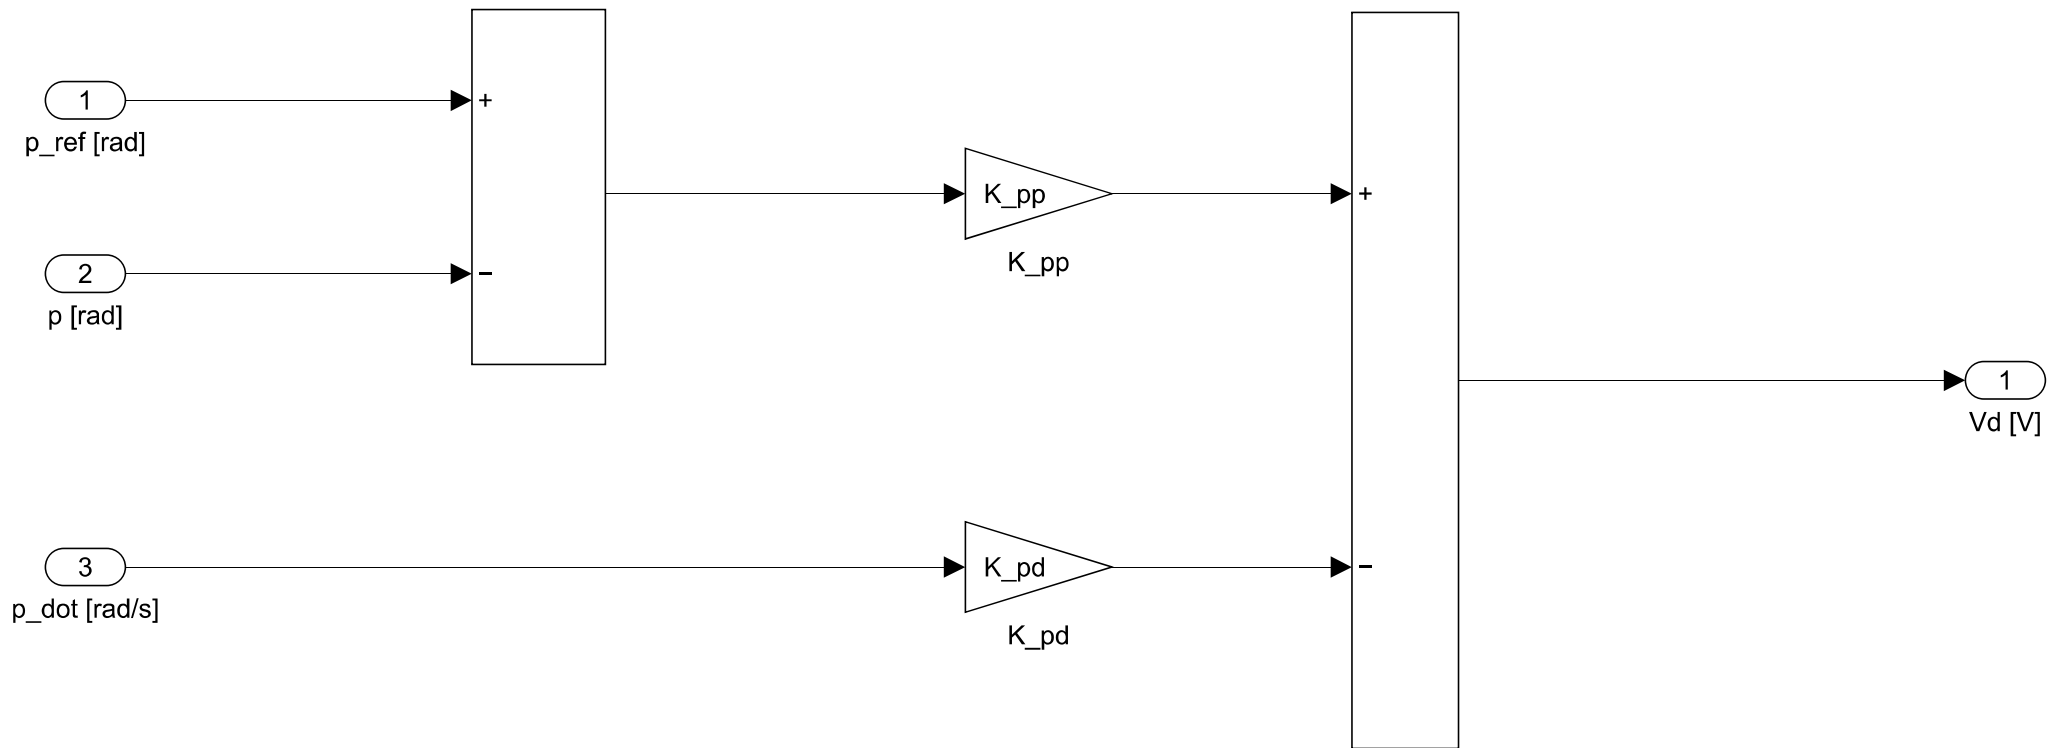 1
p_ref [rad]
+
2
p [rad]
−
K_pp
K_pp
+
3
p_dot [rad/s]
K_pd
K_pd
−
1
Vd [V]